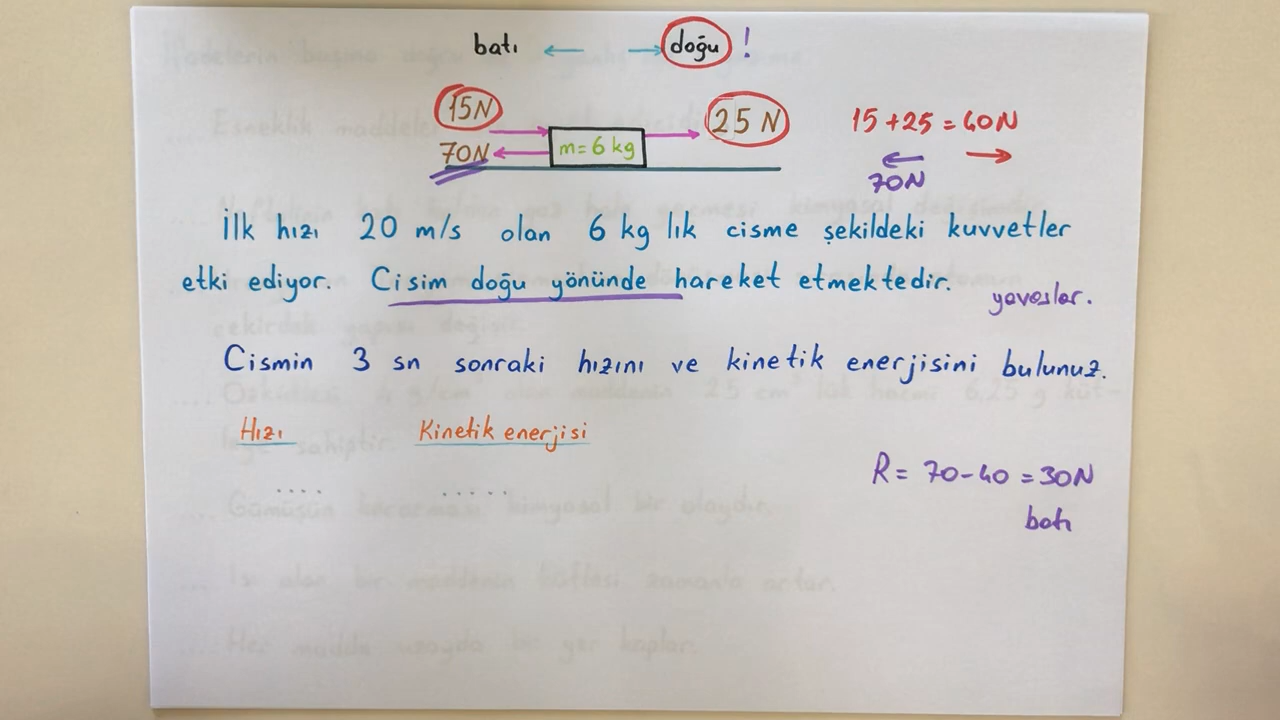 batı ← → doğu !
15N 25 N 15 + 25 = 40N
70N m = 6 kg 70N
İlk hızı 20 m/s olan 6 kg lık cisme şekildeki kuvvetler
etki ediyor. Cisim doğu yönünde hareket etmektedir. yavaşlar.
Cismin 3 sn sonraki hızını ve kinetik enerjisini bulunuz.
Hızı Kinetik enerjisi
.... .....
R = 70 - 40 = 30N
batı